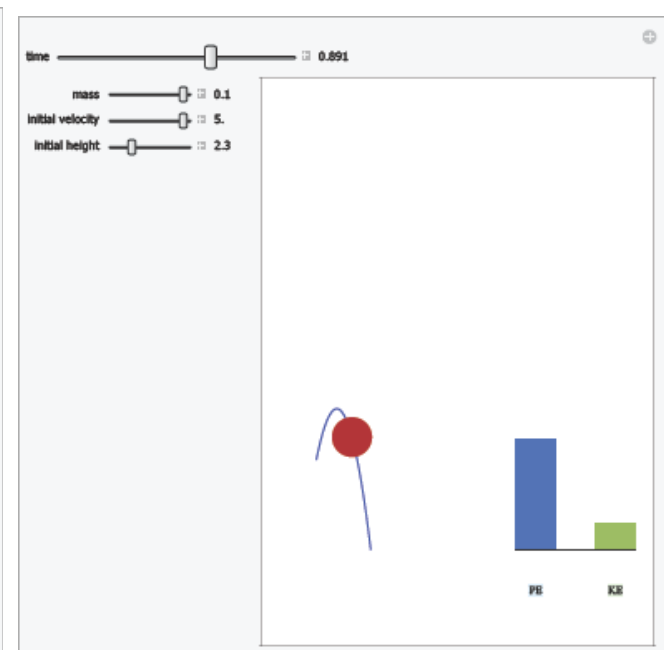 time 0.891
mass 0.1
initial velocity 5.
initial height 2.3
PE KE